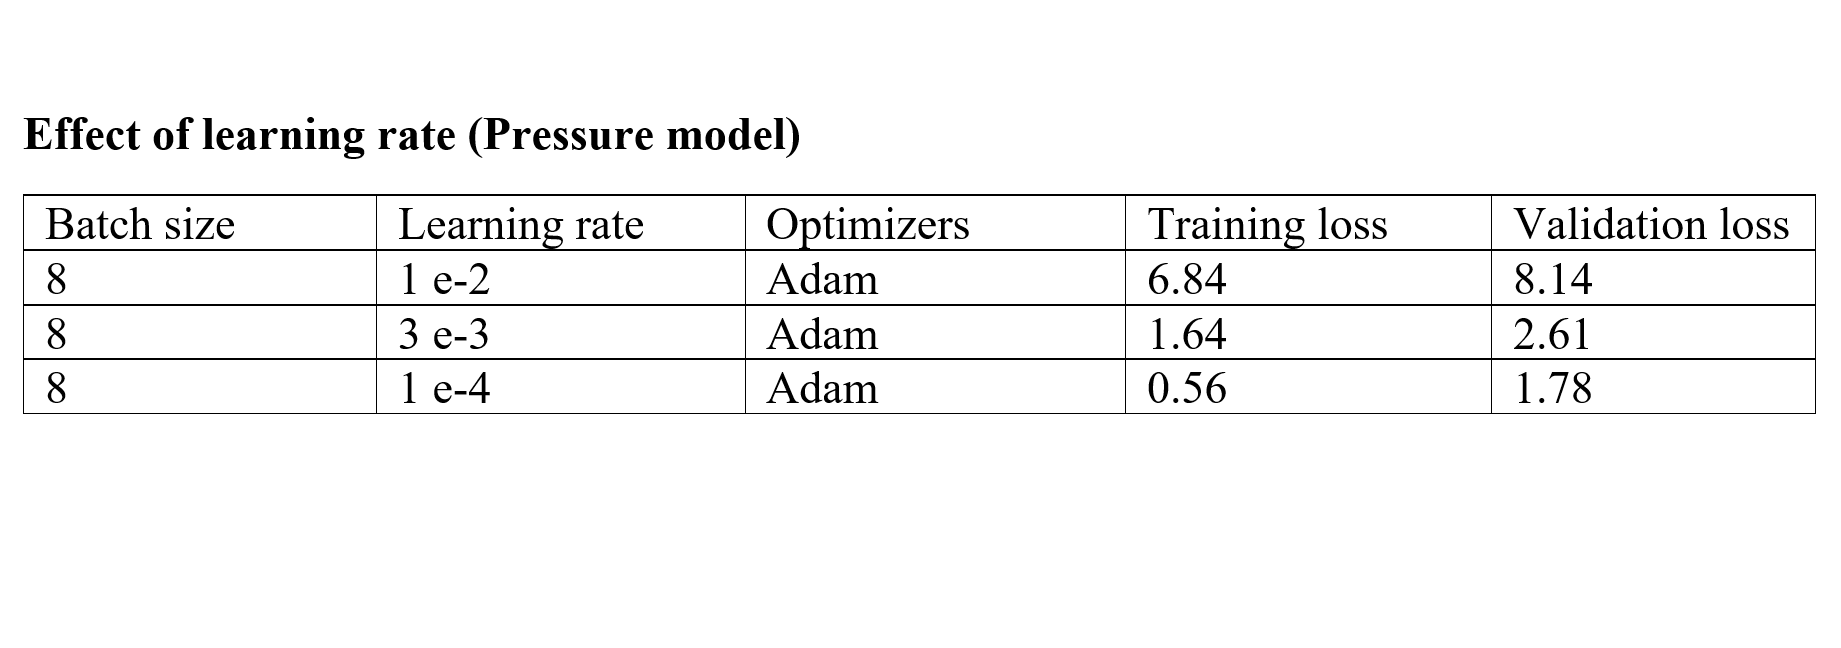 Effect of learning rate (Pressure model)
Batch size Learning rate Optimizers Training loss Validation loss
8 1 e-2 Adam 6.84 8.14
8 3 e-3 Adam 1.64 2.61
8 1 e-4 Adam 0.56 1.78